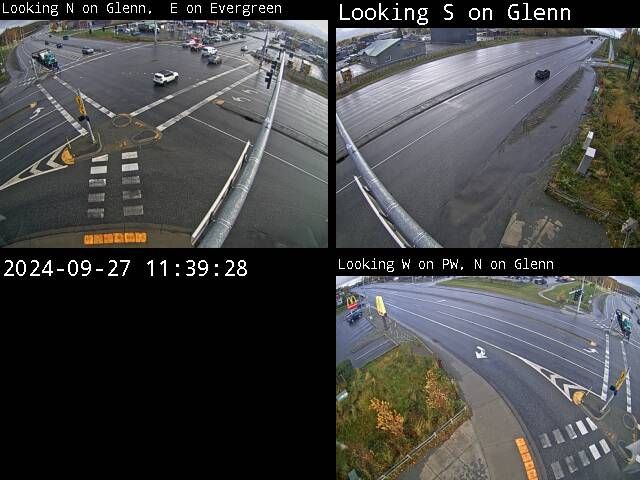 Looking N on Glenn,  E on Evergreen
Looking S on Glenn
2024-09-27 11:39:28
Looking W on PW, N on Glenn